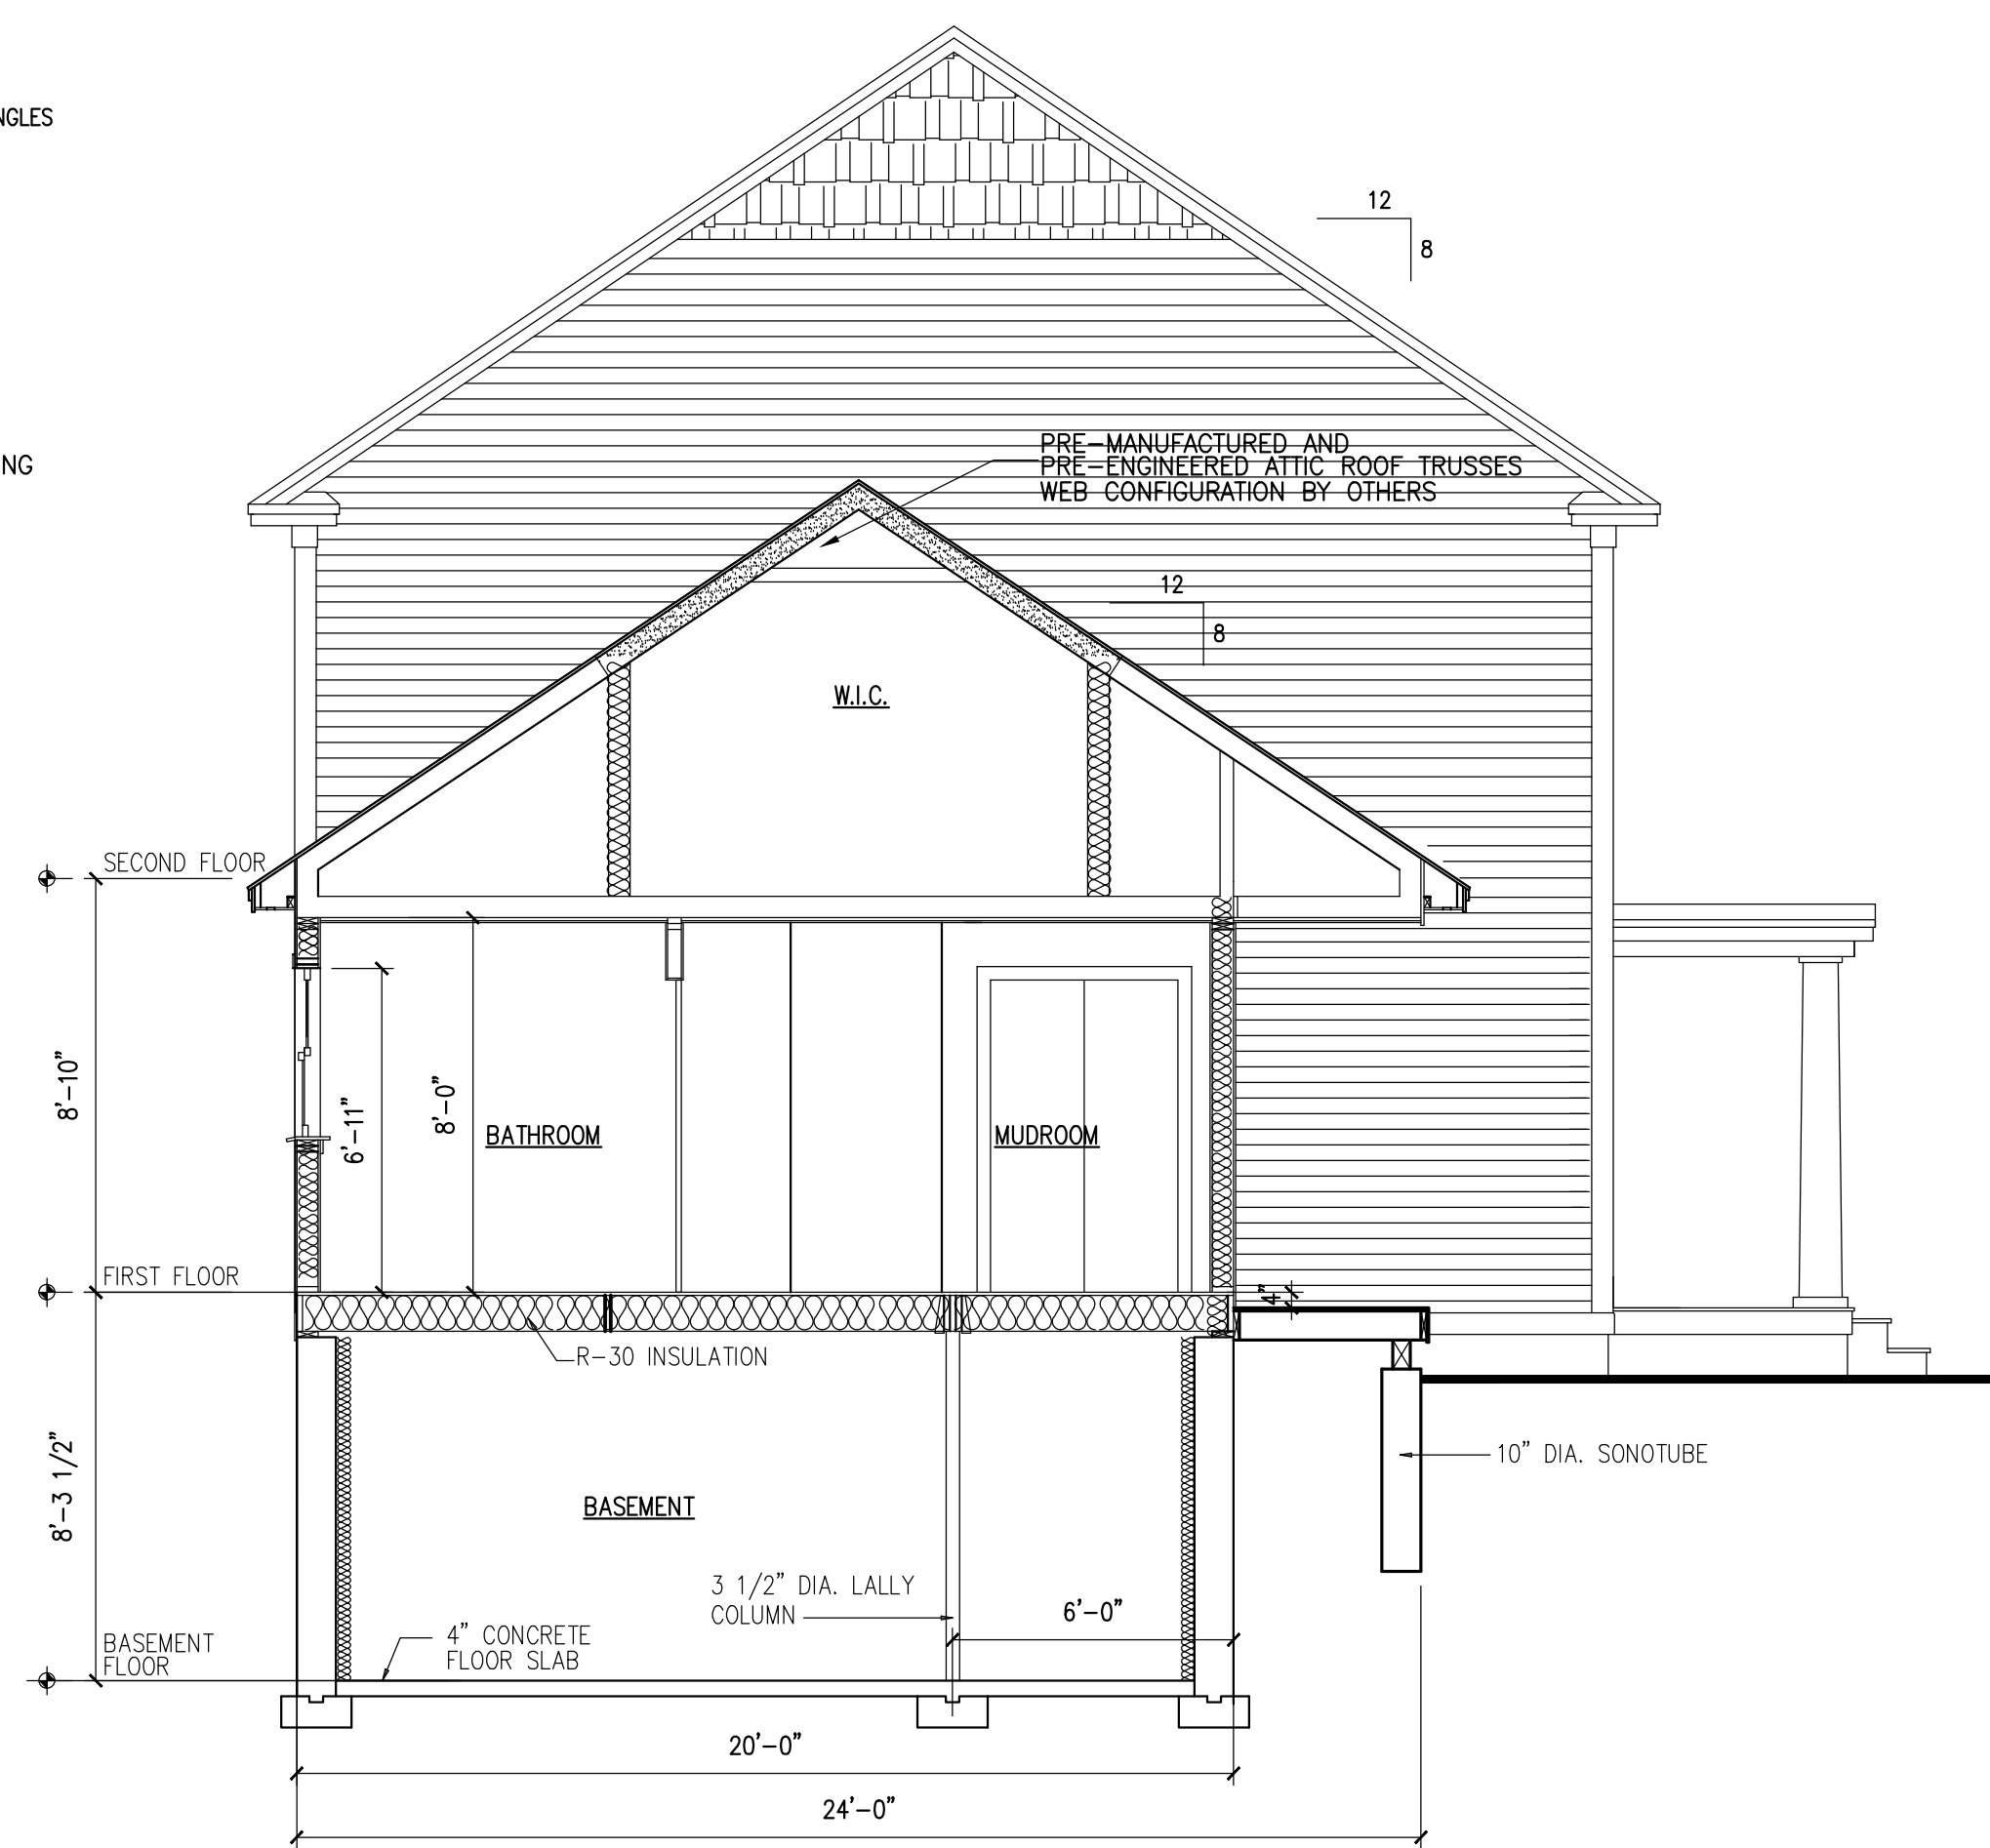 NGLES
12
8
ING
PRE-MANUFACTURED AND
PRE-ENGINEERED ATTIC ROOF TRUSSES
WEB CONFIGURATION BY OTHERS
12
8
W.I.C.
SECOND FLOOR
8'-10"
6'-11"
8'-0"
BATHROOM
MUDROOM
FIRST FLOOR
4"
R-30 INSULATION
8'-3 1/2"
10" DIA. SONOTUBE
BASEMENT
3 1/2" DIA. LALLY
COLUMN
6'-0"
4" CONCRETE
FLOOR SLAB
BASEMENT
FLOOR
20'-0"
24'-0"